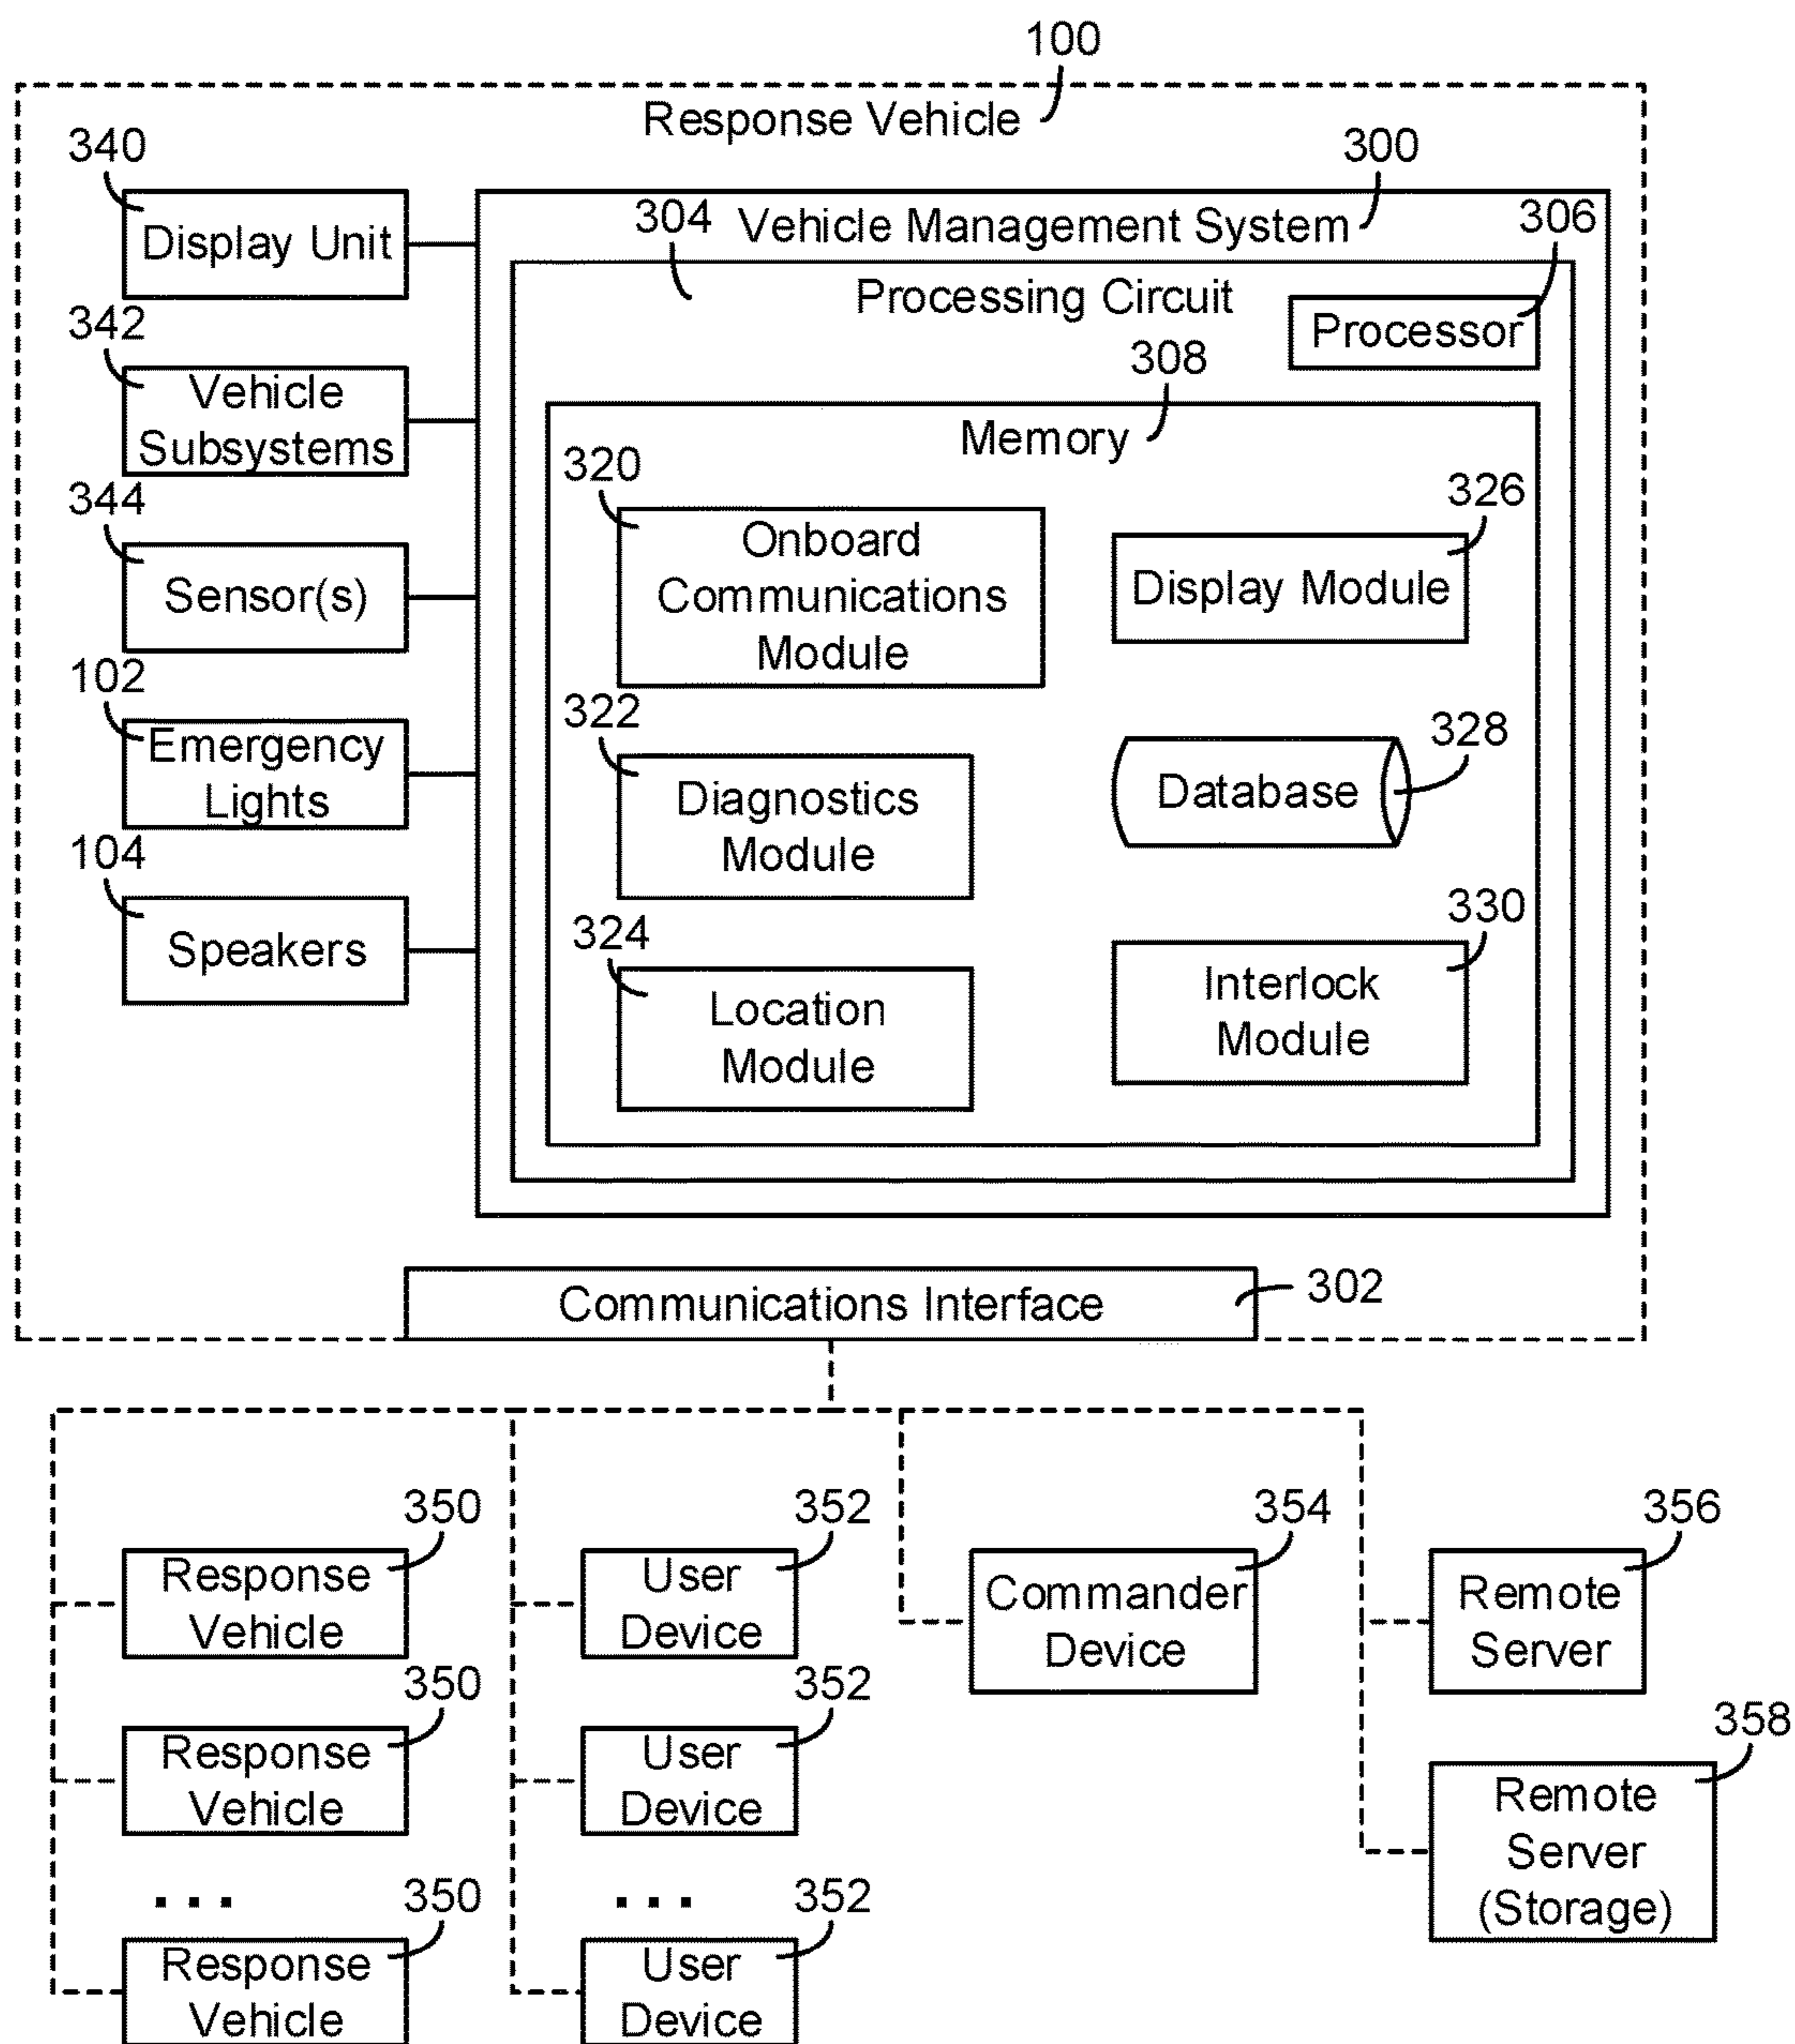 100
Response Vehicle
340
Display Unit
342
Vehicle
Subsystems
344
Sensor(s)
102
Emergency
Lights
104
Speakers
300
Vehicle Management System
304
Processing Circuit
306
Processor
308
Memory
320
Onboard
Communications
Module
326
Display Module
322
Diagnostics
Module
328
Database
324
Location
Module
330
Interlock
Module
Communications Interface
302
350
Response
Vehicle
350
Response
Vehicle
...
350
Response
Vehicle
352
User
Device
352
User
Device
...
352
User
Device
354
Commander
Device
356
Remote
Server
358
Remote
Server
(Storage)